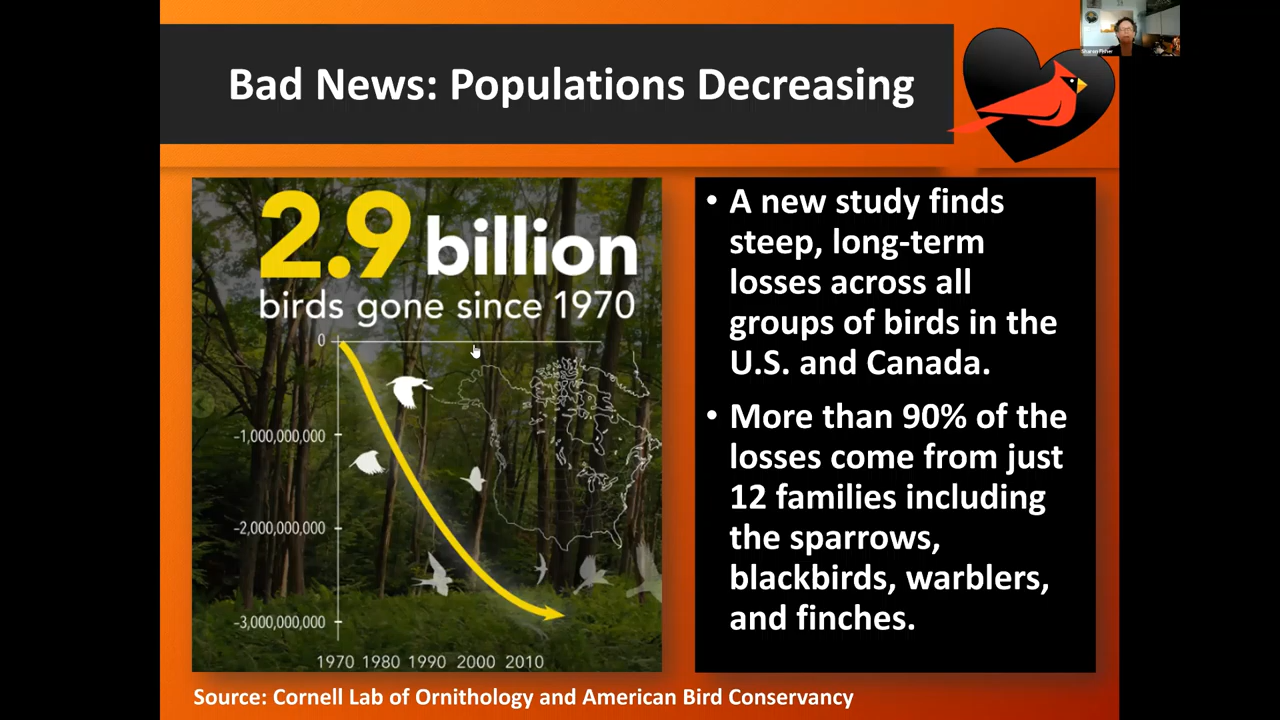 Bad News: Populations Decreasing
Sharon Fisher
2.9 billion
birds gone since 1970
0
-1,000,000,000
-2,000,000,000
-3,000,000,000
1970 1980 1990 2000 2010
• A new study finds
steep, long-term
losses across all
groups of birds in the
U.S. and Canada.
• More than 90% of the
losses come from just
12 families including
the sparrows,
blackbirds, warblers,
and finches.
Source: Cornell Lab of Ornithology and American Bird Conservancy